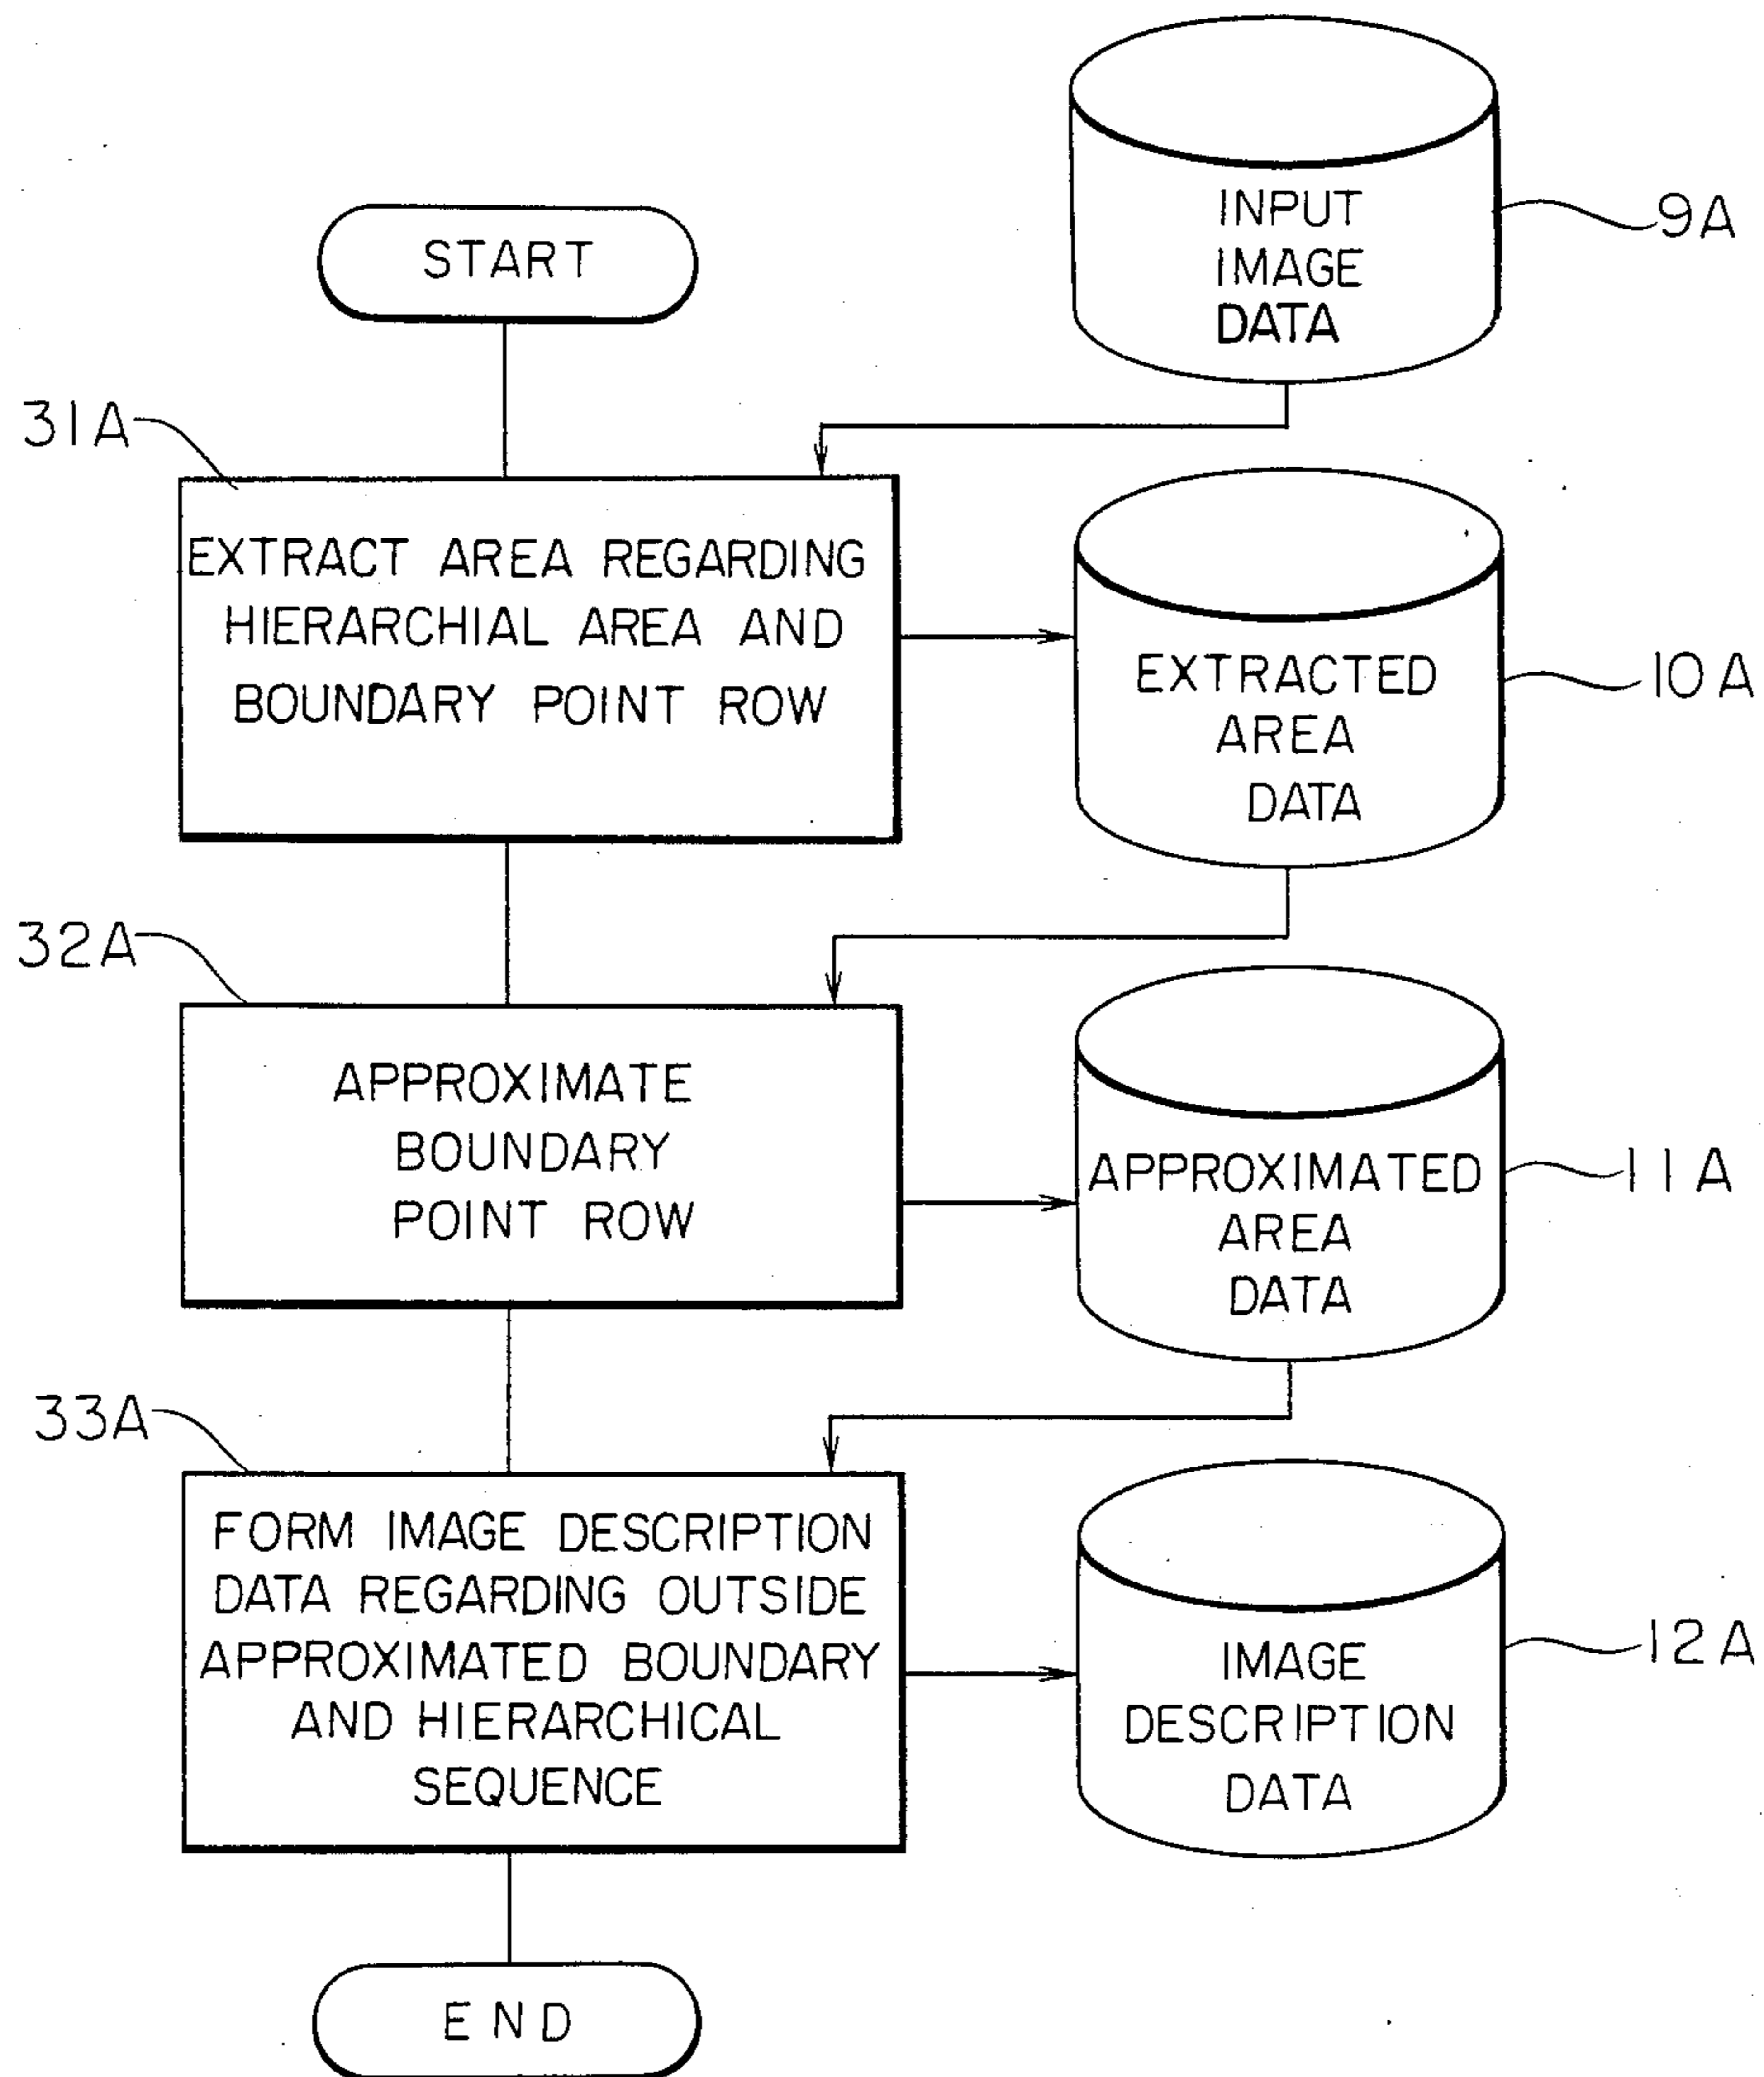 START
INPUT
IMAGE
DATA
9A
31A
EXTRACT AREA REGARDING
HIERARCHIAL AREA AND
BOUNDARY POINT ROW
EXTRACTED
AREA
DATA
10A
32A
APPROXIMATE
BOUNDARY
POINT ROW
APPROXIMATED
AREA
DATA
11A
33A
FORM IMAGE DESCRIPTION
DATA REGARDING OUTSIDE
APPROXIMATED BOUNDARY
AND HIERARCHICAL
SEQUENCE
IMAGE
DESCRIPTION
DATA
12A
END